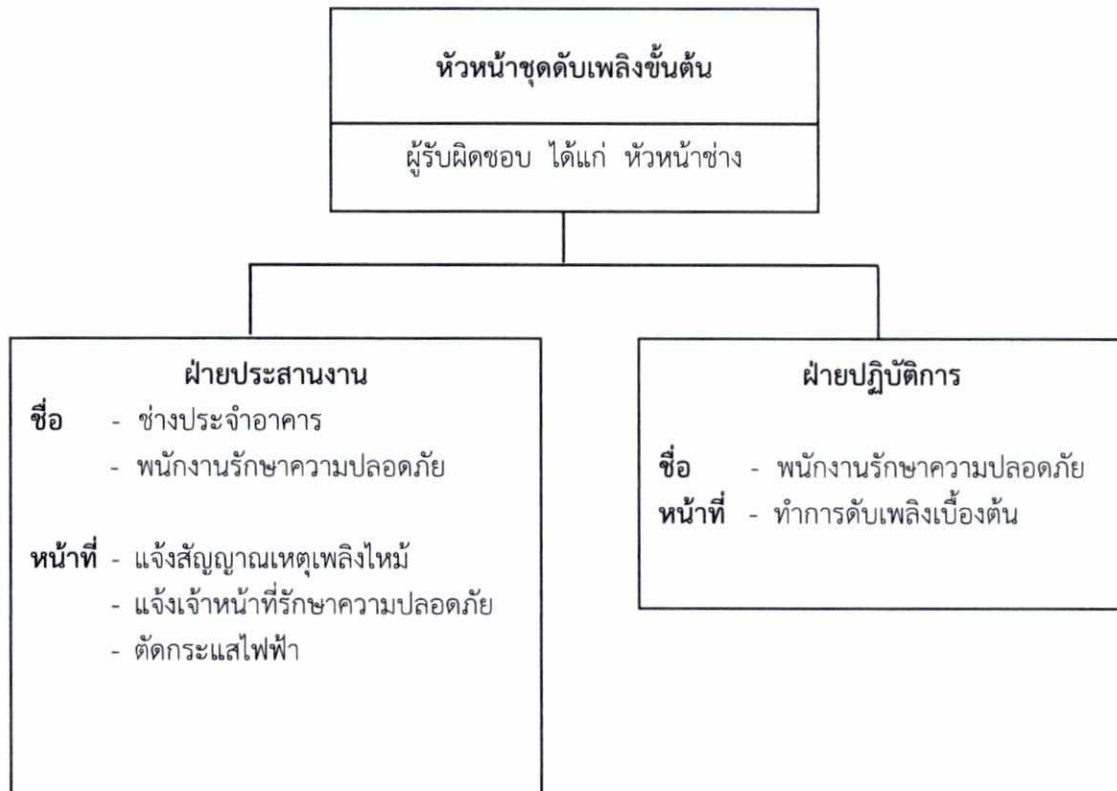 หัวหน้าชุดดับเพลิงขั้นต้น
ผู้รับผิดชอบ ได้แก่ หัวหน้าช่าง
ฝ่ายประสานงาน
ชื่อ - ช่างประจำอาคาร
- พนักงานรักษาความปลอดภัย
หน้าที่ - แจ้งสัญญาณเหตุเพลิงไหม้
- แจ้งเจ้าหน้าที่รักษาความปลอดภัย
- ตัดกระแสไฟฟ้า
ฝ่ายปฏิบัติการ
ชื่อ - พนักงานรักษาความปลอดภัย
หน้าที่ - ทำการดับเพลิงเบื้องต้น